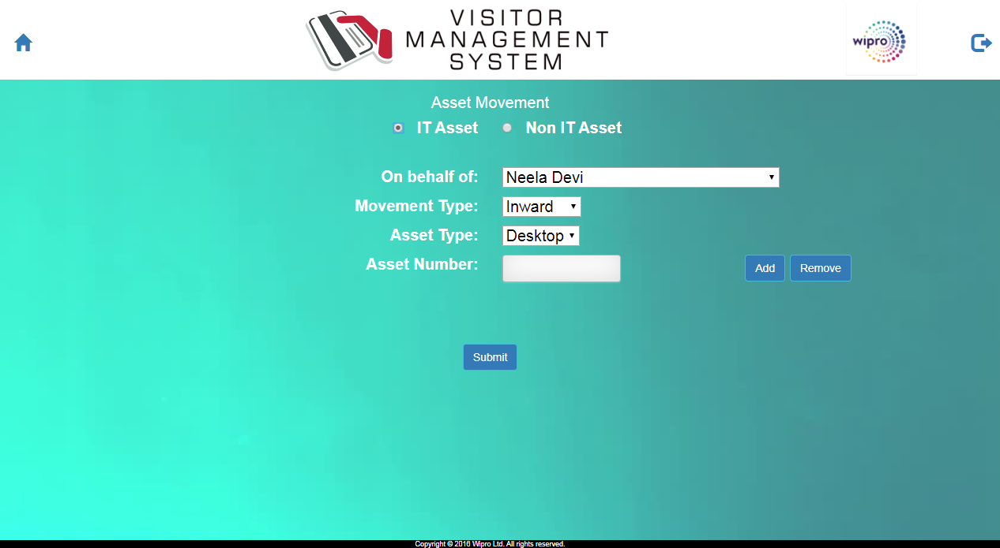 VISITOR
MANAGEMENT
SYSTEM
wipro
Asset Movement
IT Asset Non IT Asset
On behalf of: Neela Devi
Movement Type: Inward
Asset Type: Desktop
Asset Number: Add Remove
Submit
Copyright © 2016 Wipro Ltd. All rights reserved.